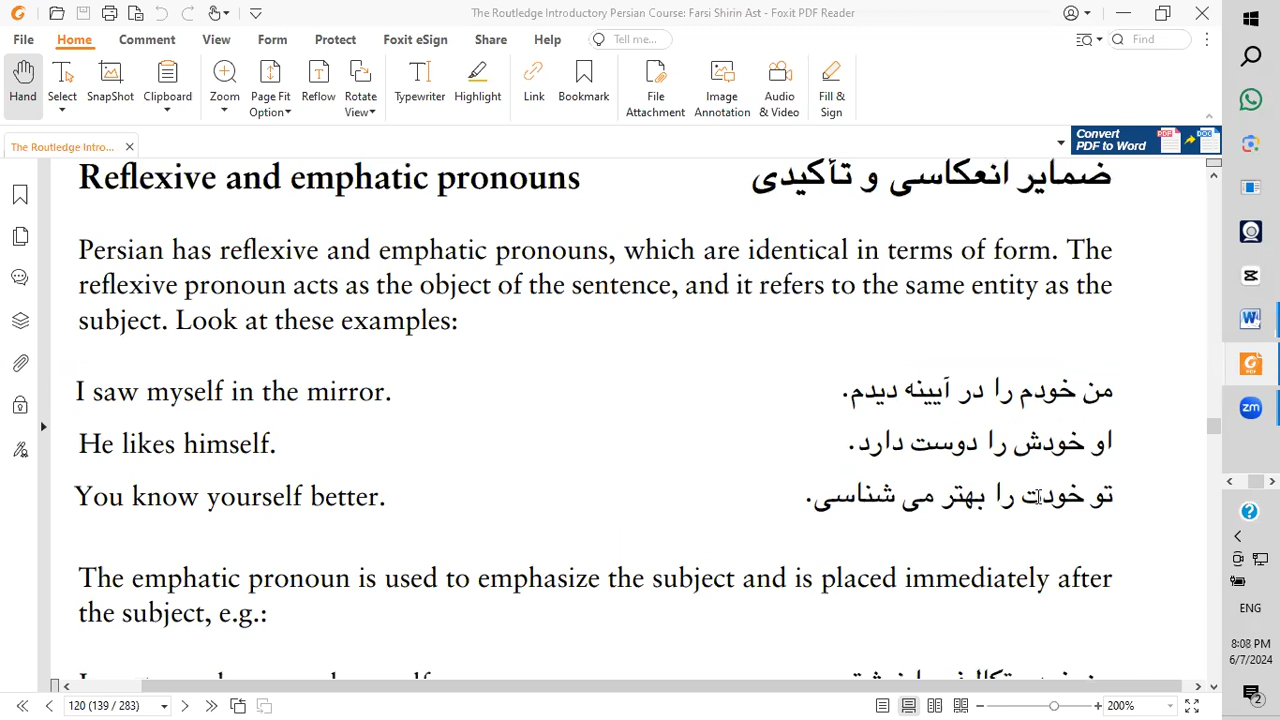 The Routledge Introductory Persian Course: Farsi Shirin Ast - Foxit PDF Reader
File Home Comment View Form Protect Foxit eSign Share Help Tell me... Find
Hand Select SnapShot Clipboard Zoom Page Fit Option Reflow Rotate View Typewriter Highlight Link Bookmark File Attachment Image Annotation Audio & Video Fill & Sign
The Routledge Intro...
Convert PDF to Word
PDF DOC
Reflexive and emphatic pronouns ضمایر انعکاسی و تأکیدی
Persian has reflexive and emphatic pronouns, which are identical in terms of form. The
reflexive pronoun acts as the object of the sentence, and it refers to the same entity as the
subject. Look at these examples:
I saw myself in the mirror. من خودم را در آیینه دیدم.
He likes himself. او خودش را دوست دارد.
You know yourself better. تو خودت را بهتر می شناسی.
The emphatic pronoun is used to emphasize the subject and is placed immediately after
the subject, e.g.:
120 (139 / 283)
200%
zm
ENG
8:08 PM
6/7/2024
2